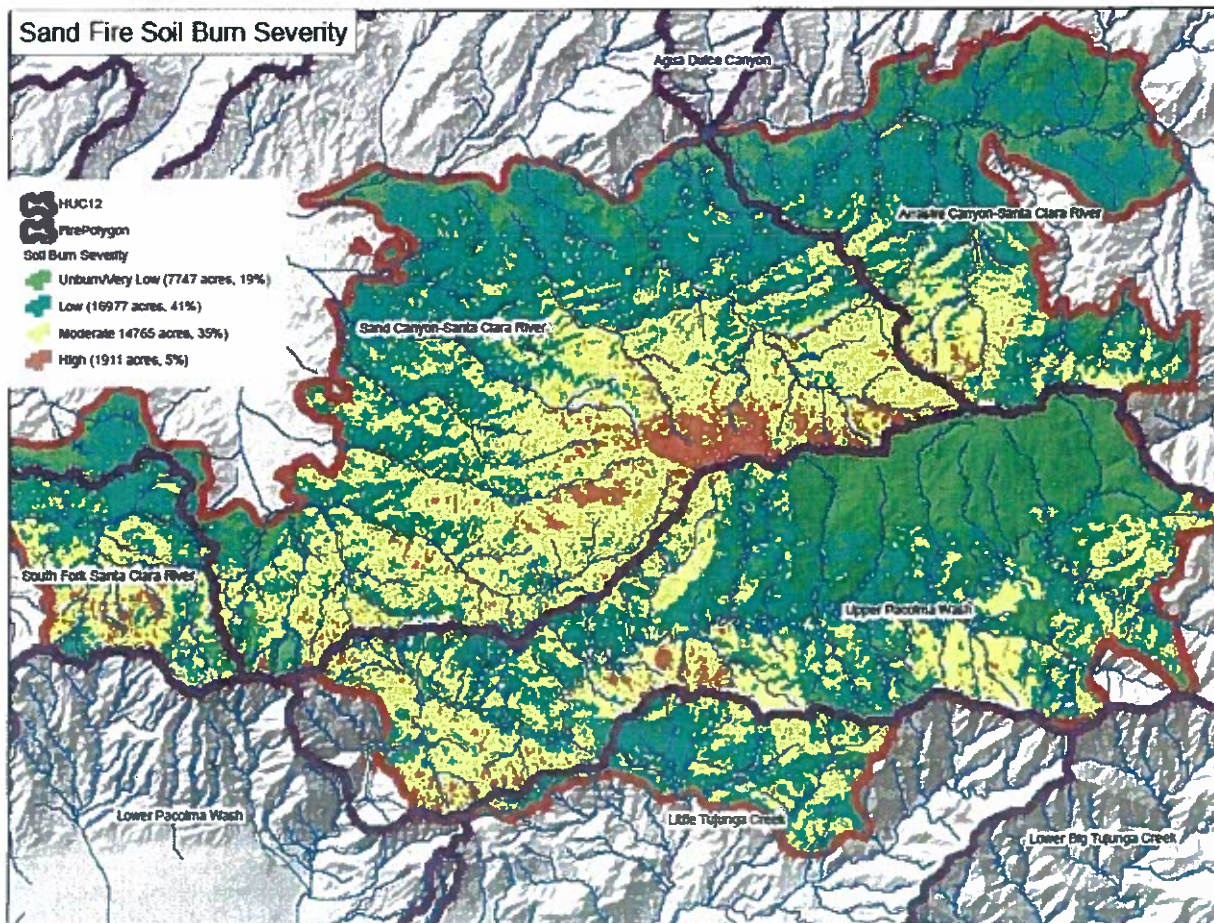 Sand Fire Soil Burn Severity
Agua Dulce Canyon
HUC12
FirePolygon
Soil Burn Severity
Unburn/Very Low (7747 acres, 19%)
Low (16977 acres, 41%)
Moderate 14765 acres, 35%)
High (1911 acres, 5%)
Arrastre Canyon-Santa Clara River
Sand Canyon-Santa Clara River
South Fork Santa Clara River
Upper Pacoima Wash
Lower Pacoima Wash
Little Tujunga Creek
Lower Big Tujunga Creek